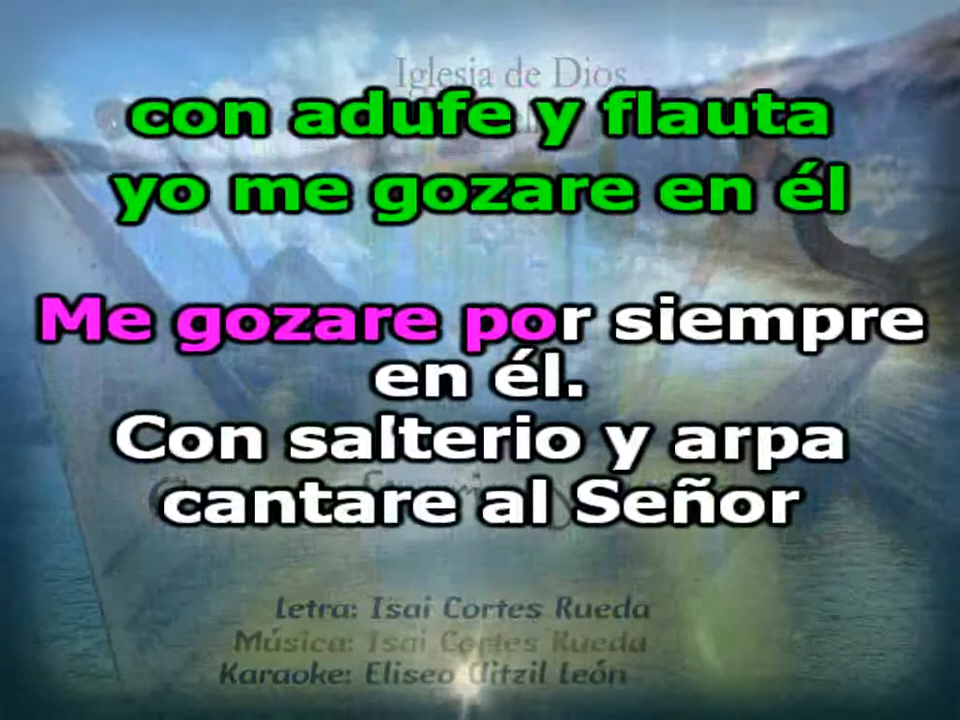 Iglesia de Dios
con adufe y flauta
yo me gozare en él
Me gozare por siempre
en él.
Con salterio y arpa
cantare al Señor
Letra: Isai Cortes Rueda
Música: Isai Cortes Rueda
Karaoke: Eliseo Uitzil León